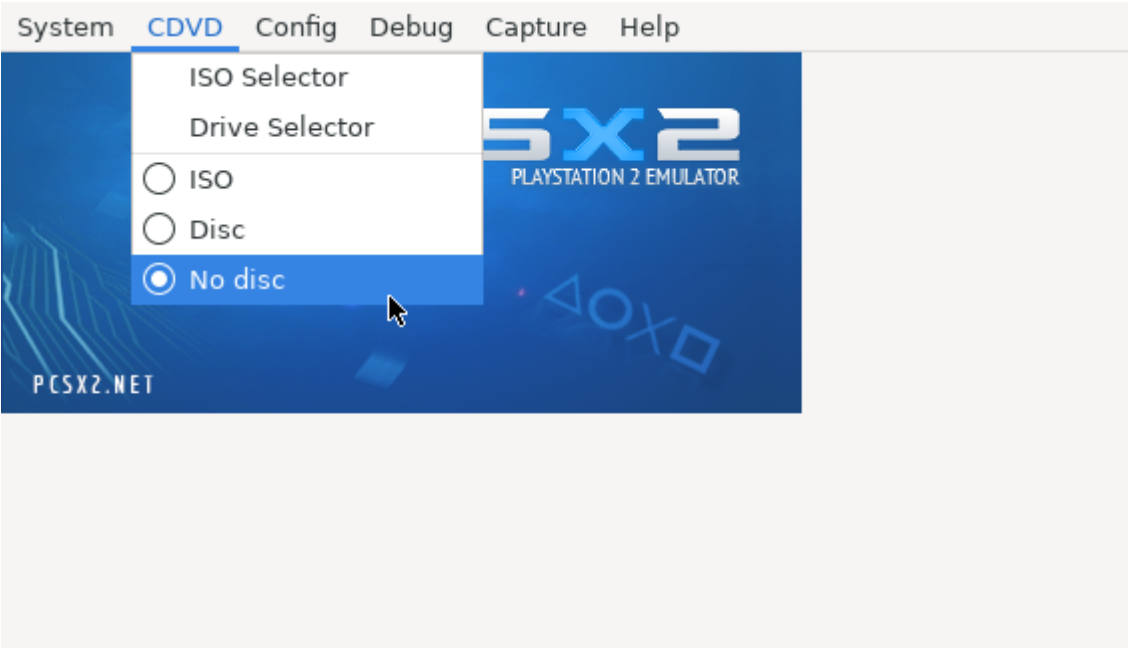 System CDVD Config Debug Capture Help
ISO Selector
Drive Selector
SX2
PLAYSTATION 2 EMULATOR
ISO
Disc
No disc
PCSX2.NET